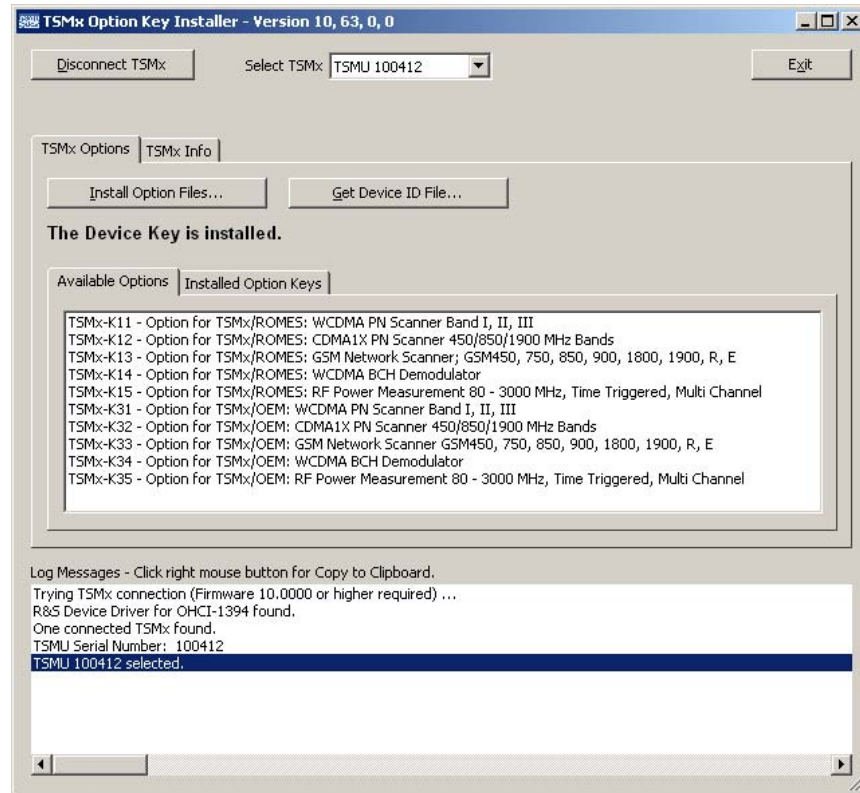 TSMx Option Key Installer - Version 10, 63, 0, 0
Disconnect TSMx
Select TSMx TSMU 100412
Exit
TSMx Options
TSMx Info
Install Option Files...
Get Device ID File...
The Device Key is installed.
Available Options
Installed Option Keys
TSMx-K11 - Option for TSMx/ROMES: WCDMA PN Scanner Band I, II, III
TSMx-K12 - Option for TSMx/ROMES: CDMA1X PN Scanner 450/850/1900 MHz Bands
TSMx-K13 - Option for TSMx/ROMES: GSM Network Scanner; GSM450, 750, 850, 900, 1800, 1900, R, E
TSMx-K14 - Option for TSMx/ROMES: WCDMA BCH Demodulator
TSMx-K15 - Option for TSMx/ROMES: RF Power Measurement 80 - 3000 MHz, Time Triggered, Multi Channel
TSMx-K31 - Option for TSMx/OEM: WCDMA PN Scanner Band I, II, III
TSMx-K32 - Option for TSMx/OEM: CDMA1X PN Scanner 450/850/1900 MHz Bands
TSMx-K33 - Option for TSMx/OEM: GSM Network Scanner GSM450, 750, 850, 900, 1800, 1900, R, E
TSMx-K34 - Option for TSMx/OEM: WCDMA BCH Demodulator
TSMx-K35 - Option for TSMx/OEM: RF Power Measurement 80 - 3000 MHz, Time Triggered, Multi Channel
Log Messages - Click right mouse button for Copy to Clipboard.
Trying TSMx connection (Firmware 10.0000 or higher required) ...
R&S Device Driver for OHCI-1394 found.
One connected TSMx found.
TSMU Serial Number: 100412
TSMU 100412 selected.